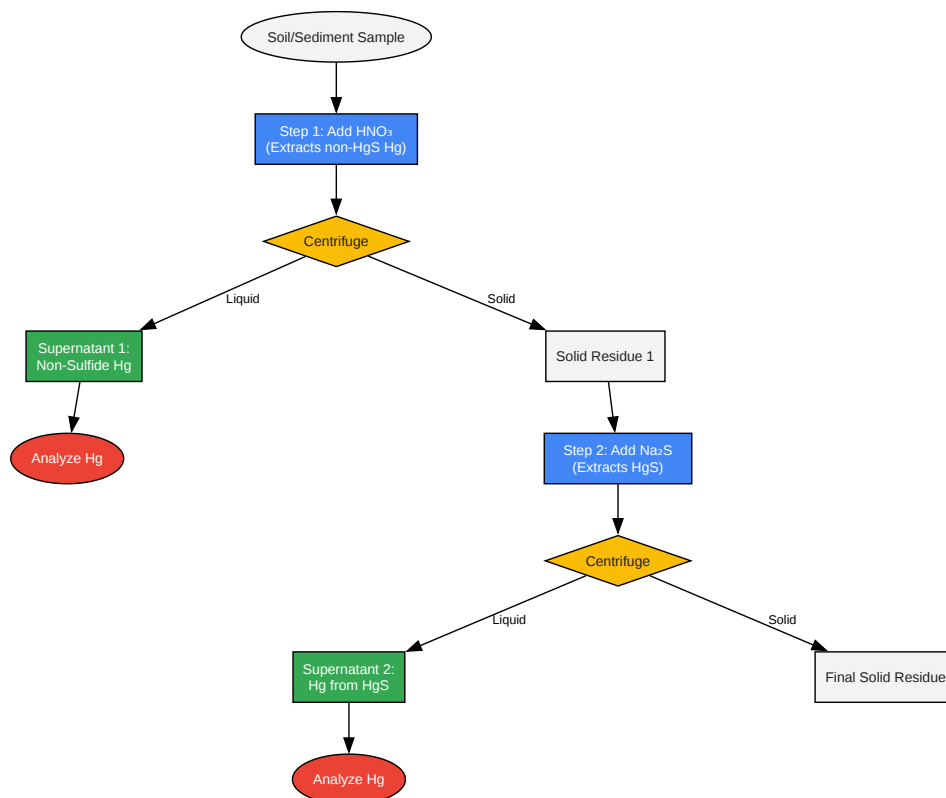 Soil/Sediment Sample
Step 1: Add HNO₃
(Extracts non-HgS Hg)
Centrifuge
Liquid
Solid
Supernatant 1:
Non-Sulfide Hg
Solid Residue 1
Analyze Hg
Step 2: Add Na₂S
(Extracts HgS)
Centrifuge
Liquid
Solid
Supernatant 2:
Hg from HgS
Final Solid Residue
Analyze Hg